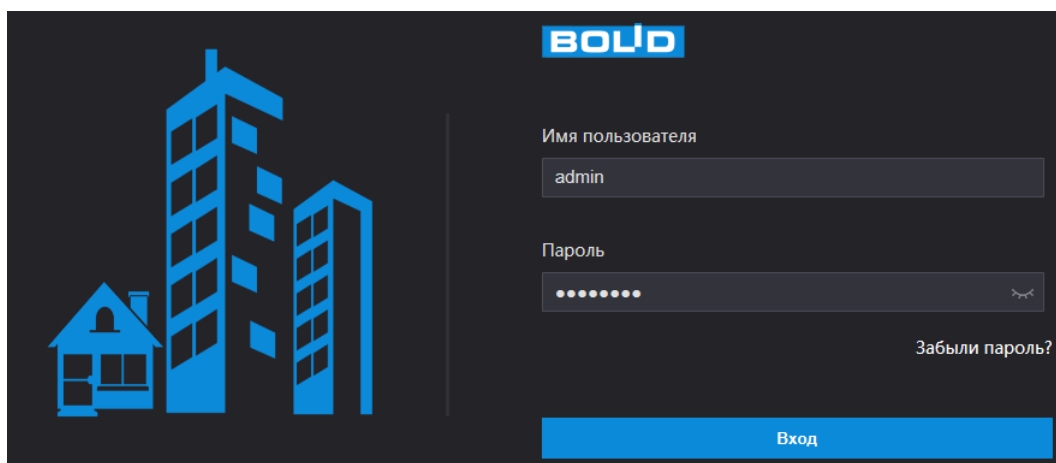 BOLID
Имя пользователя
admin
Пароль
••••••••
Забыли пароль?
Вход